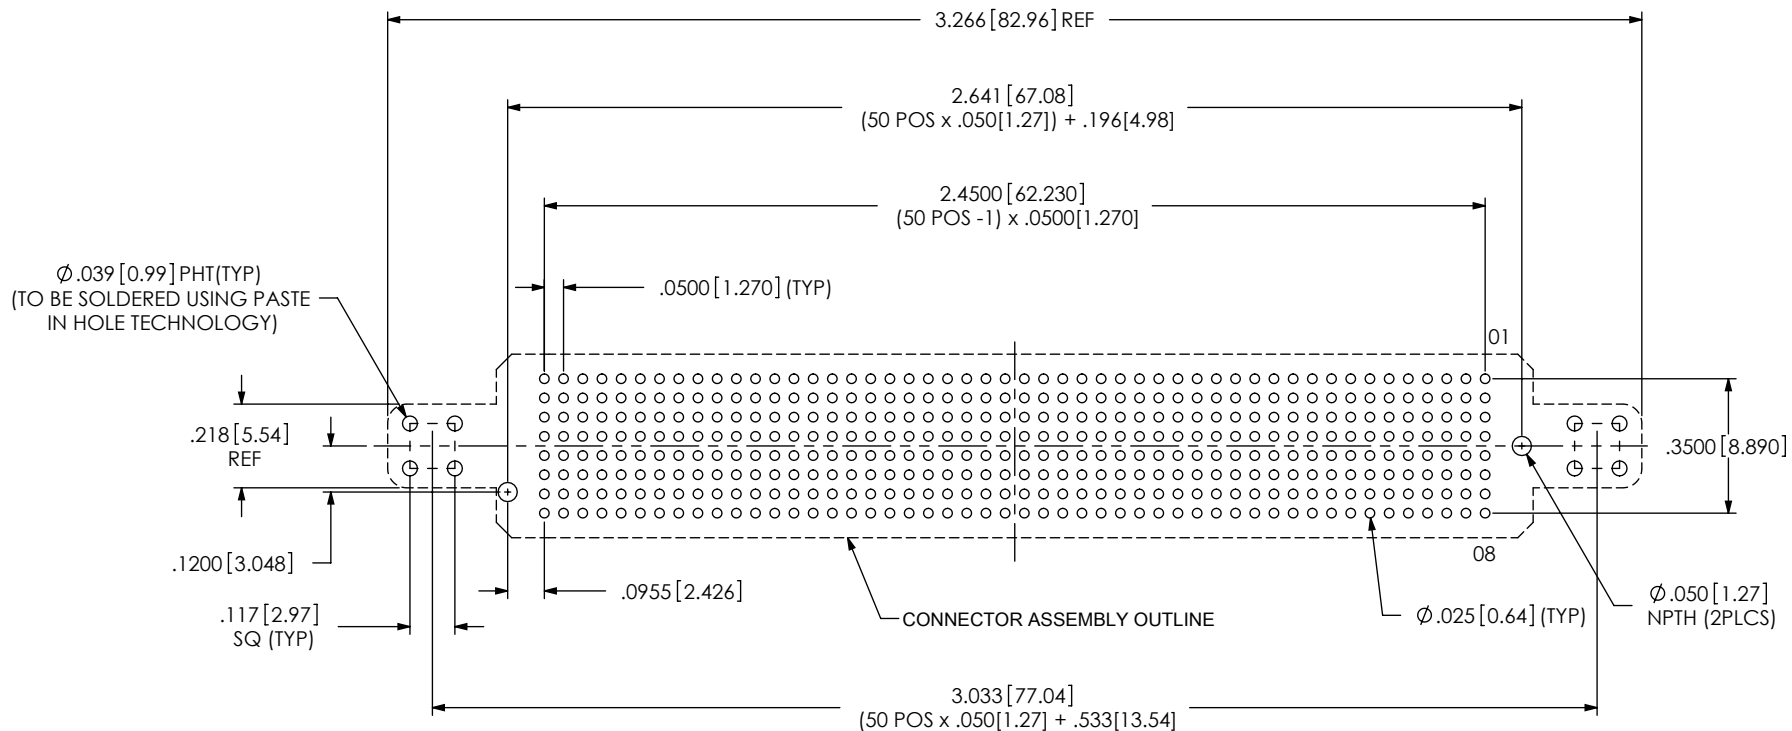 3.266 [82.96] REF
2.641 [67.08]
(50 POS x .050[1.27]) + .196[4.98]
2.4500 [62.230]
(50 POS -1) x .0500[1.270]
Ø.039 [0.99] PHT(TYP)
(TO BE SOLDERED USING PASTE
IN HOLE TECHNOLOGY)
.0500 [1.270] (TYP)
01
.218 [5.54]
REF
.3500 [8.890]
08
.1200 [3.048]
.0955 [2.426]
.117 [2.97]
SQ (TYP)
CONNECTOR ASSEMBLY OUTLINE
Ø.025 [0.64] (TYP)
Ø.050 [1.27]
NPTH (2PLCS)
3.033 [77.04]
(50 POS x .050[1.27] + .533[13.54]